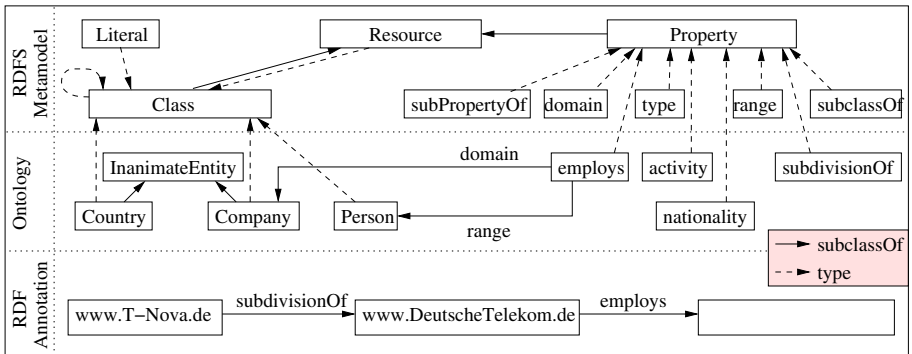 RDFS
Metamodel
Literal
Resource
Property
Class
subPropertyOf
domain
type
range
subclassOf
Ontology
InanimateEntity
domain
employs
activity
subdivisionOf
Country
Company
Person
range
nationality
subclassOf
type
RDF
Annotation
www.T-Nova.de
subdivisionOf
www.DeutscheTelekom.de
employs